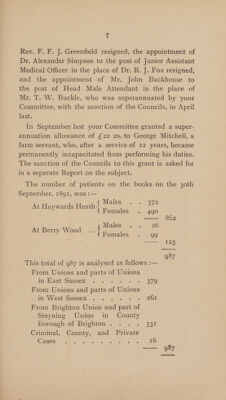 7
Rev. F. F. J. Greenfield resigned, the appointment of
Dr. Alexander Simpson to the post of Junior Assistant
Medical Officer in the place of Dr. R. J. Fox resigned,
and the appointment of Mr. John Backhouse to
the post of Head Male Attendant in the place of
Mr. T. W. Buckle, who was superannuated by your
Committee, with the sanction of the Councils, in April
last.
In September last your Committee granted a super-
annuation allowance of £22 2s. to George Mitchell, a
farm servant, who, after a service of 22 years, became
permanently incapacitated from performing his duties.
The sanction of the Councils to this grant is asked for
in a separate Report on the subject.
The number of patients on the books on the 30th
September, 1891, was :—
At Haywards Heath { Males . . 372
Females . 490
862
At Berry Wood ... { Males . . 26
Females . 99
125
987
This total of 987 is analysed as follows :—
From Unions and parts of Unions
in East Sussex . . . . . . 379
From Unions and parts of Unions
in West Sussex . . . . . . 261
From Brighton Union and part of
Steyning Union in County
Borough of Brighton . . . . 331
Criminal, County, and Private
Cases . . . . . . . . . 16
987